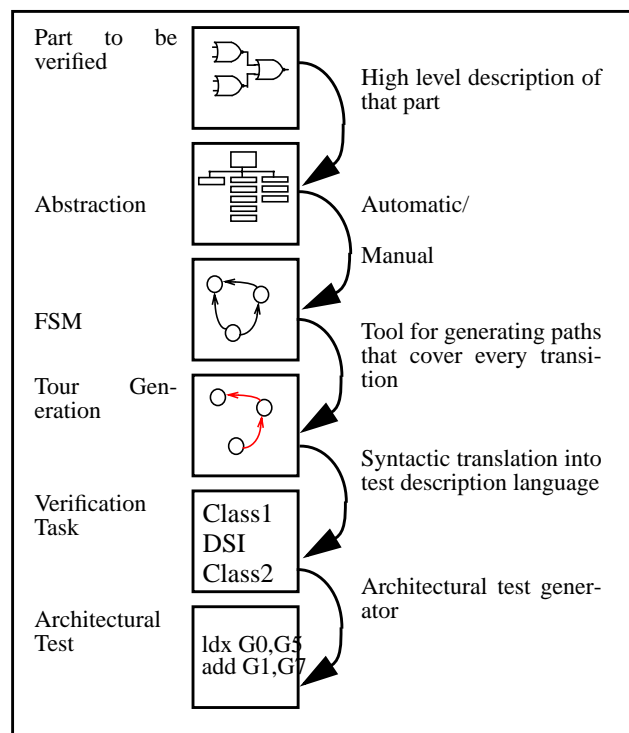 Part to be
verified
High level description of
that part
Abstraction
Automatic/
Manual
FSM
Tool for generating paths
that cover every transi-
tion
Tour Gen-
eration
Syntactic translation into
test description language
Verification
Task
Class1
DSI
Class2
Architectural test gener-
ator
Architectural
Test
ldx G0,G5
add G1,G7